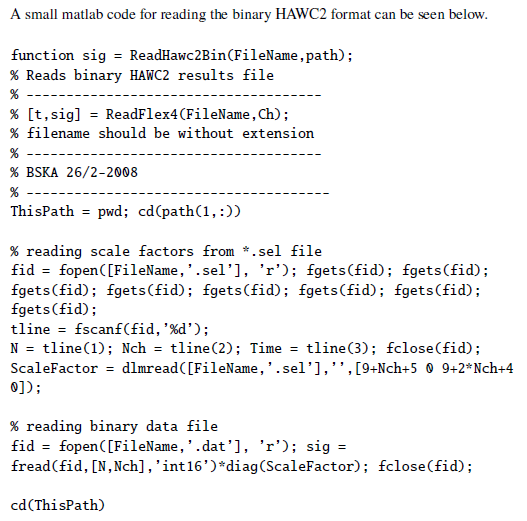 A small matlab code for reading the binary HAWC2 format can be seen below.
function sig = ReadHawc2Bin(FileName,path);
% Reads binary HAWC2 results file
% -----------------------------------
% [t,sig] = ReadFlex4(FileName,Ch);
% filename should be without extension
% -----------------------------------
% BSKA 26/2-2008
% ------------------------------------
ThisPath = pwd; cd(path(1,:))
% reading scale factors from *.sel file
fid = fopen([FileName,’.sel’], ’r’); fgets(fid); fgets(fid);
fgets(fid); fgets(fid); fgets(fid); fgets(fid); fgets(fid);
fgets(fid);
tline = fscanf(fid,’%d’);
N = tline(1); Nch = tline(2); Time = tline(3); fclose(fid);
ScaleFactor = dlmread([FileName,’.sel’],’’,[9+Nch+5 0 9+2*Nch+4
0]);
% reading binary data file
fid = fopen([FileName,’.dat’], ’r’); sig =
fread(fid,[N,Nch],’int16’)*diag(ScaleFactor); fclose(fid);
cd(ThisPath)